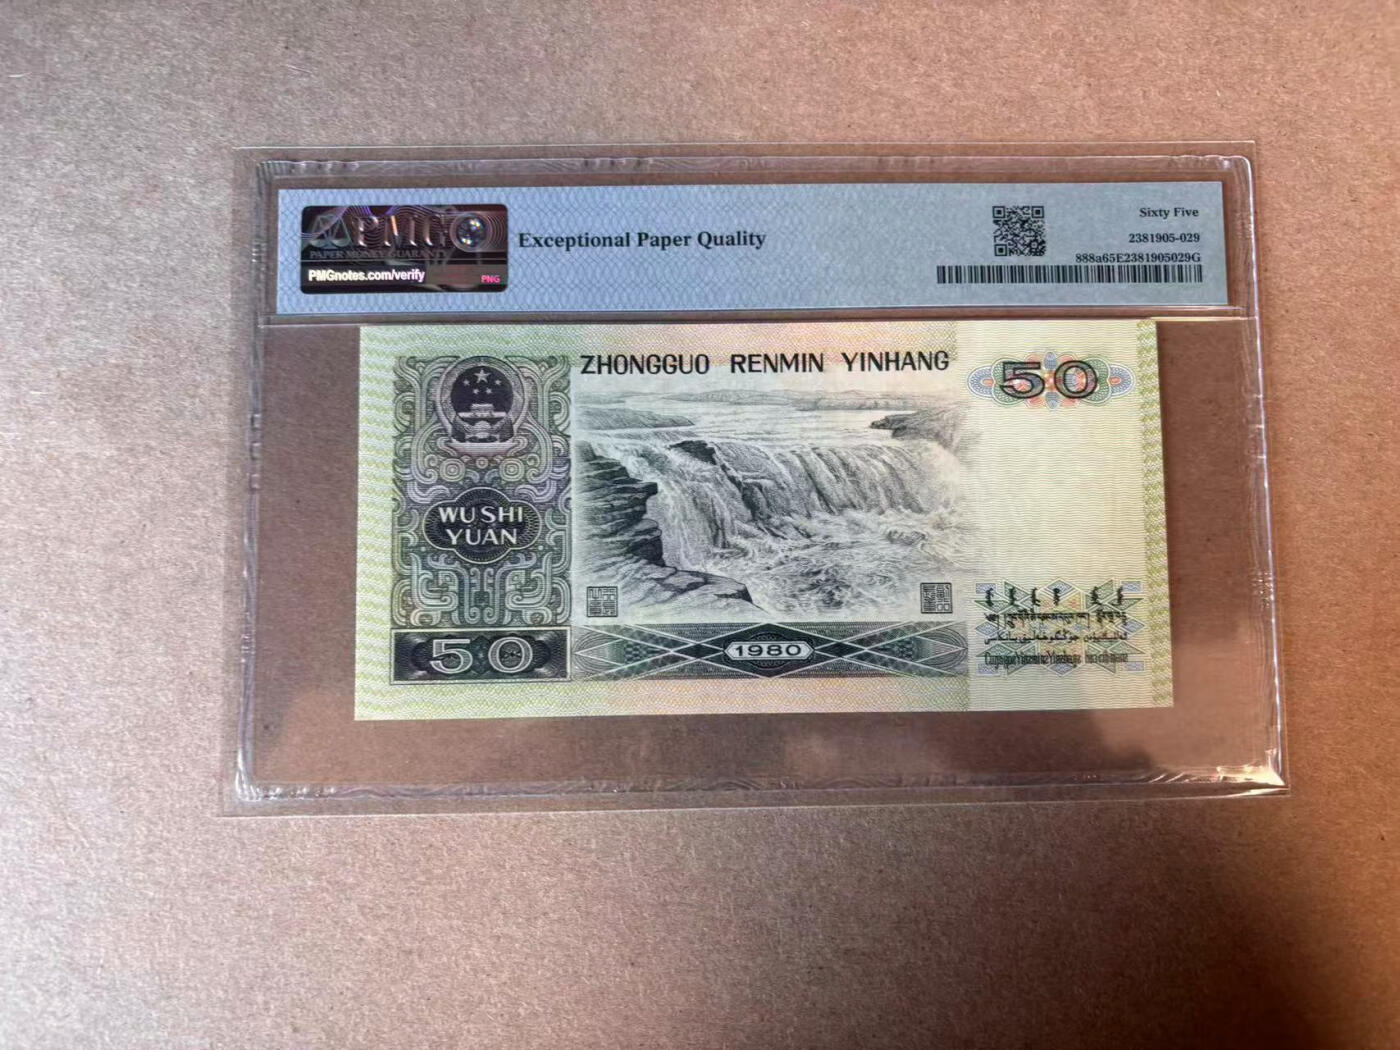 PMG
PAPER MONEY GUARANTY
PMGnotes.com/verify
PMG
Exceptional Paper Quality
Sixty Five
2381905-029
888a65E2381905029G
ZHONGGUO RENMIN YINHANG
50
WU SHI
YÜAN
50
1980